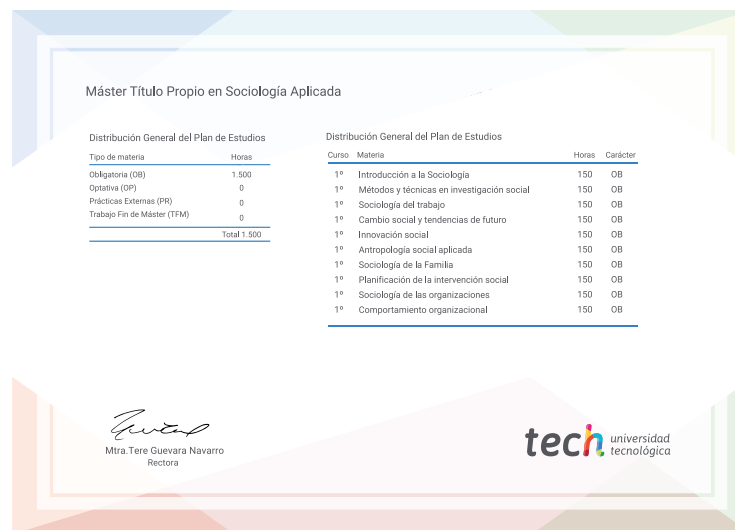 Máster Título Propio en Sociología Aplicada
Distribución General del Plan de Estudios
Tipo de materia Horas
Obligatoria (OB) 1.500
Optativa (OP) 0
Prácticas Externas (PR) 0
Trabajo Fin de Máster (TFM) 0
Total 1.500
Distribución General del Plan de Estudios
Curso Materia Horas Carácter
1º Introducción a la Sociología 150 OB
1º Métodos y técnicas en investigación social 150 OB
1º Sociología del trabajo 150 OB
1º Cambio social y tendencias de futuro 150 OB
1º Innovación social 150 OB
1º Antropología social aplicada 150 OB
1º Sociología de la Familia 150 OB
1º Planificación de la intervención social 150 OB
1º Sociología de las organizaciones 150 OB
1º Comportamiento organizacional 150 OB
Mtra.Tere Guevara Navarro
Rectora
tech universidad
tecnológica